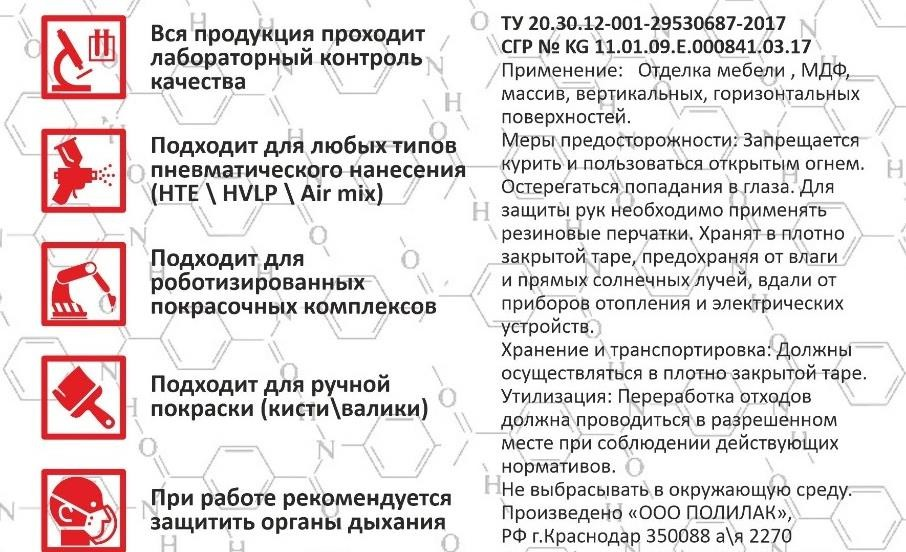 Вся продукция проходит
лабораторный контроль
качества
Подходит для любых типов
пневматического нанесения
(HTE \ HVLP \ Air mix)
Подходит для
роботизированных
покрасочных комплексов
Подходит для ручной
покраски (кисти\валики)
При работе рекомендуется
защитить органы дыхания
ТУ 20.30.12-001-29530687-2017
СГР № KG 11.01.09.Е.000841.03.17
Применение: Отделка мебели , МДФ,
массив, вертикальных, горизонтальных
поверхностей.
Меры предосторожности: Запрещается
курить и пользоваться открытым огнем.
Остерегаться попадания в глаза. Для
защиты рук необходимо применять
резиновые перчатки. Хранят в плотно
закрытой таре, предохраняя от влаги
и прямых солнечных лучей, вдали от
приборов отопления и электрических
устройств.
Хранение и транспортировка: Должны
осуществляться в плотно закрытой таре.
Утилизация: Переработка отходов
должна проводиться в разрешенном
месте при соблюдении действующих
нормативов.
Не выбрасывать в окружающую среду.
Произведено «ООО ПОЛИЛАК»,
РФ г.Краснодар 350088 а\я 2270